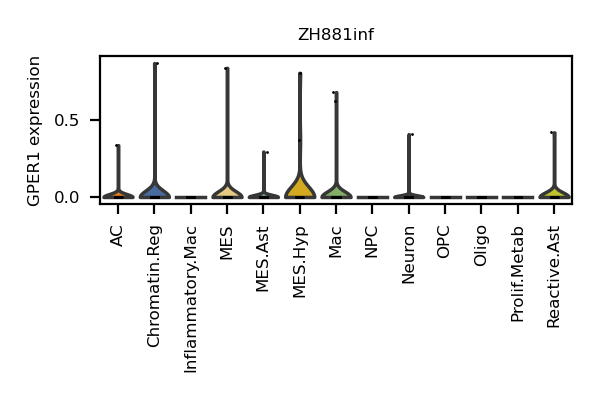 ZH881inf
GPER1 expression
0.5
0.0
AC
Chromatin.Reg
Inflammatory.Mac
MES
MES.Ast
MES.Hyp
Mac
NPC
Neuron
OPC
Oligo
Prolif.Metab
Reactive.Ast